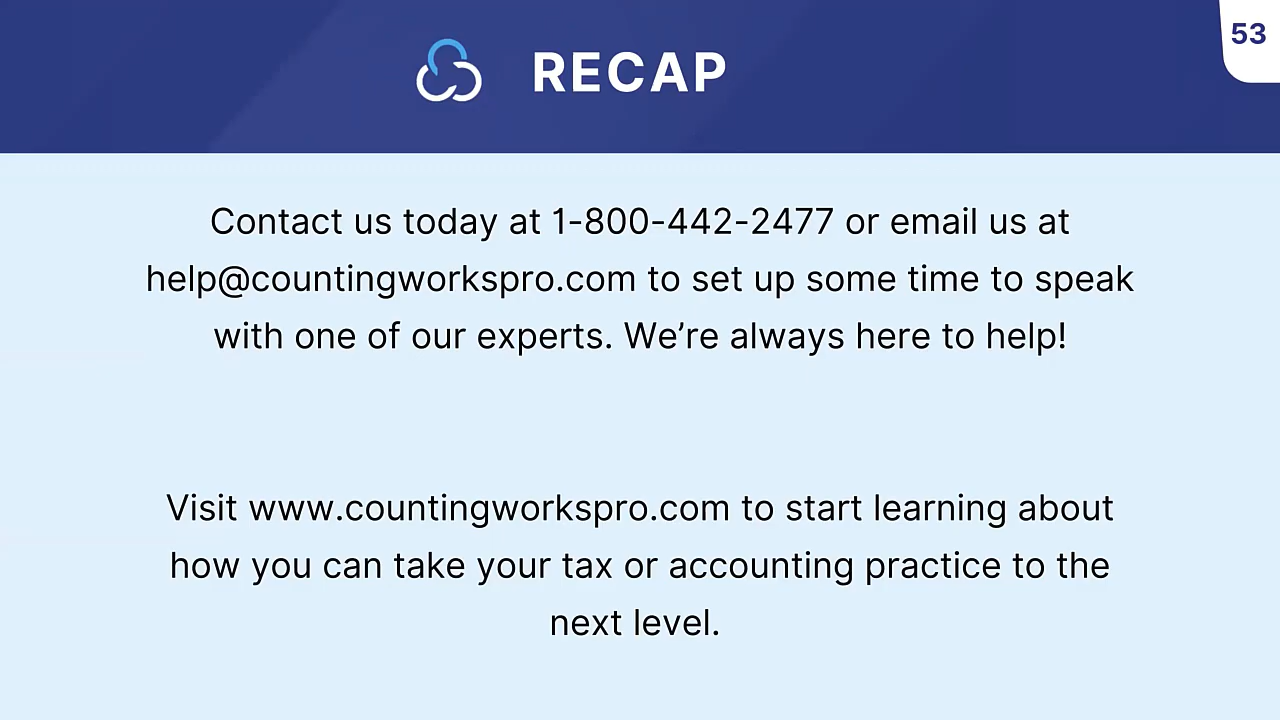 53
RECAP
Contact us today at 1-800-442-2477 or email us at
help@countingworkspro.com to set up some time to speak
with one of our experts. We’re always here to help!
Visit www.countingworkspro.com to start learning about
how you can take your tax or accounting practice to the
next level.